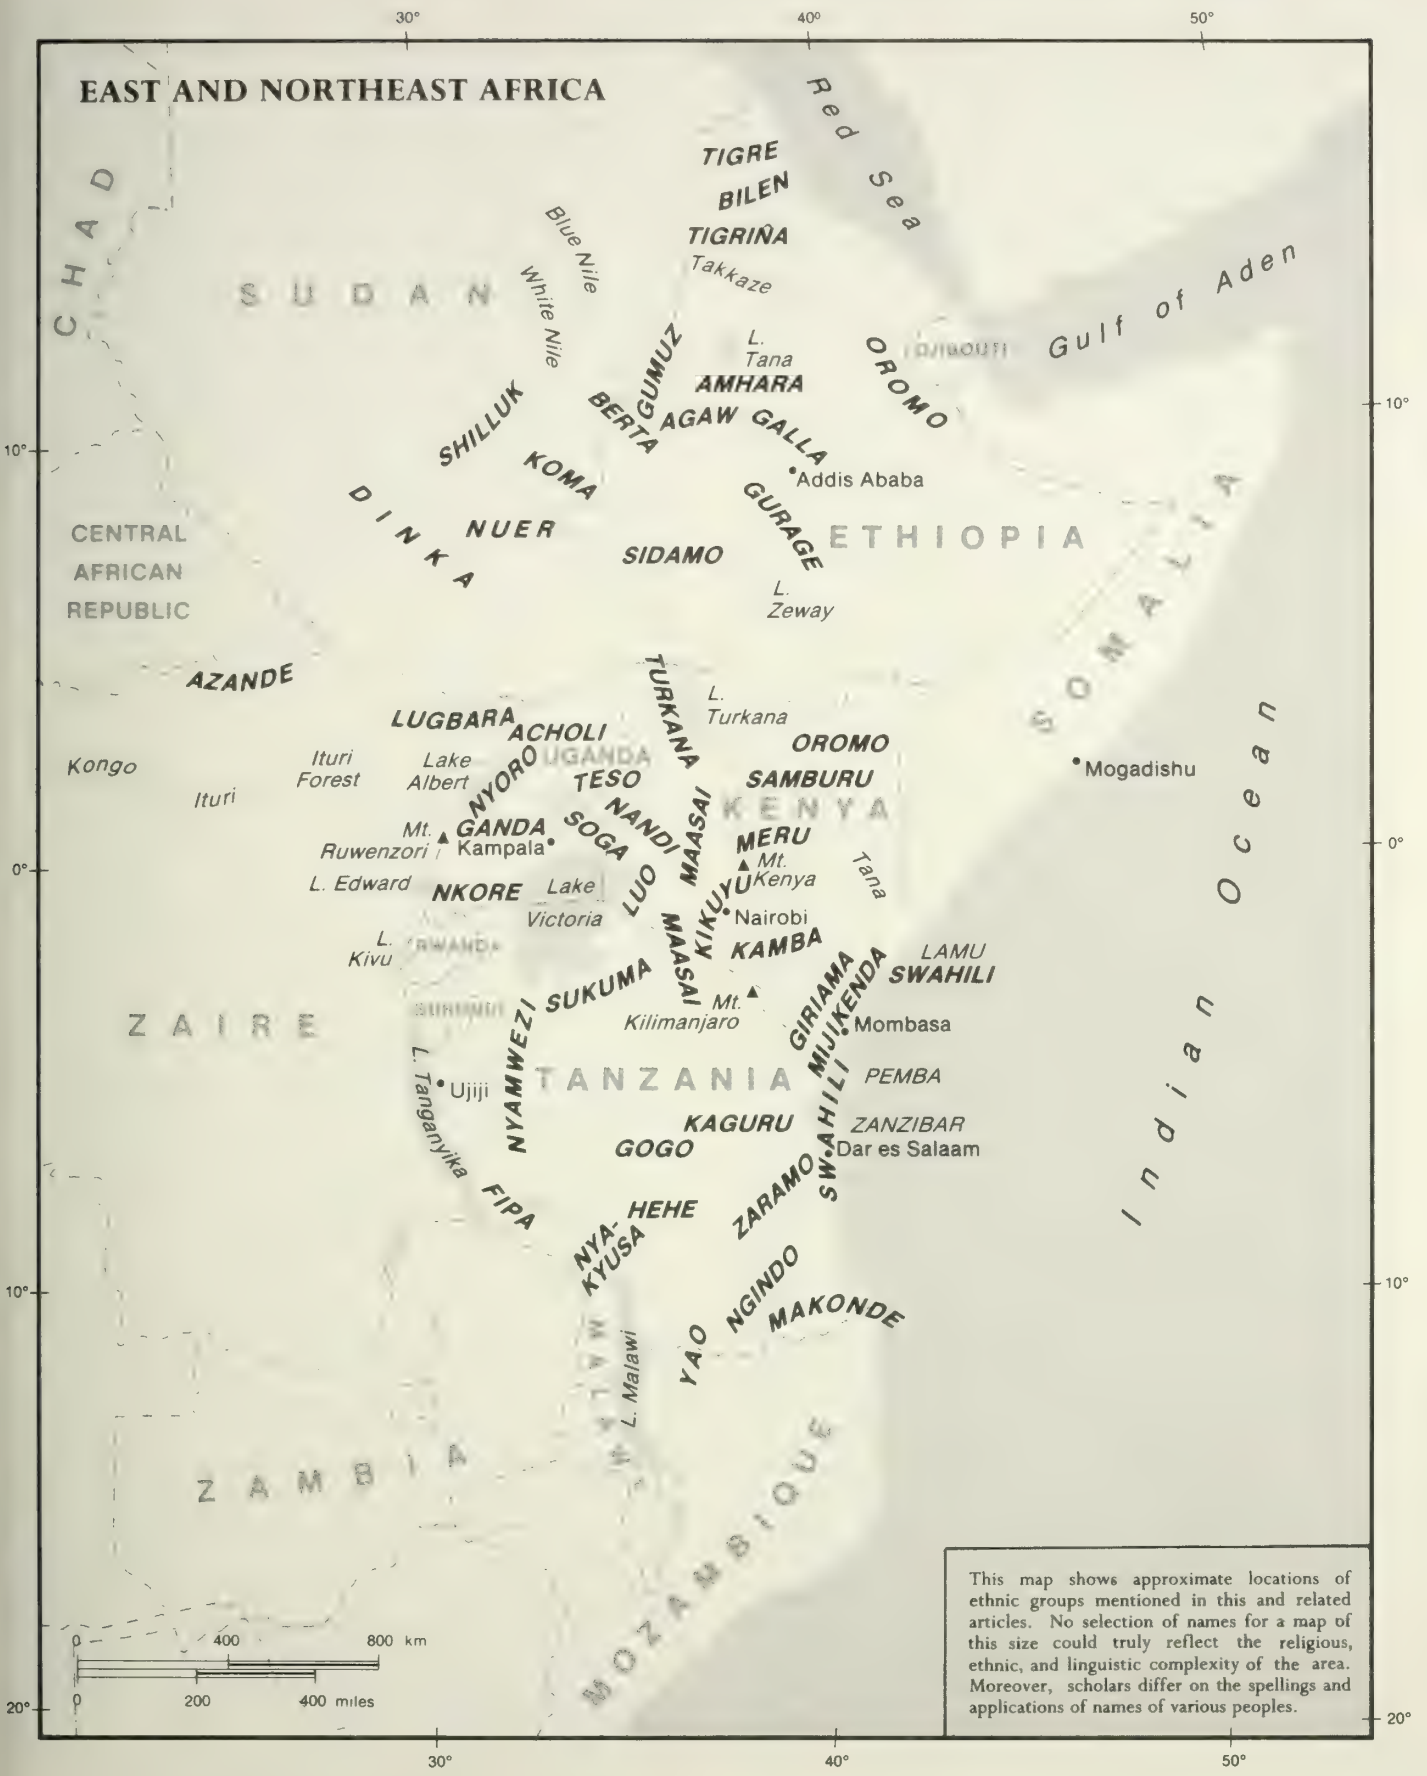 30°
40°
50°
EAST AND NORTHEAST AFRICA
Red Sea
CHAD
TIGRE
BILEN
TIGRIÑA
Takkaze
Blue Nile
White Nile
SUDAN
Gulf of Aden
DJIBOUTI
OROMO
L.
Tana
GUMUZ
AMHARA
BERTA
AGAW
GALLA
SHILLUK
10°
10°
KOMA
Addis Ababa
DINKA
NUER
GURAGE
ETHIOPIA
SIDAMO
CENTRAL
AFRICAN
REPUBLIC
L.
Zeway
SOMALIA
AZANDE
TURKANA
L.
Turkana
LUGBARA
ACHOLI
UGANDA
OROMO
Kongo
Ituri
Forest
Lake
Albert
NYORO
TESO
SAMBURU
Mogadishu
Ituri
NANDI
MAASAI
KENYA
Mt.
Ruwenzori
GANDA
Kampala
SOGA
MERU
Mt.
Kenya
Tana
0°
0°
L. Edward
NKORE
Lake
Victoria
LUO
KIKUYU
Nairobi
L.
Kivu
RWANDA
MAASAI
KAMBA
LAMU
SWAHILI
Indian Ocean
SUKUMA
GIRIAMA
MIJIKENDA
ZAIRE
BURUNDI
Mt.
Kilimanjaro
Mombasa
L. Tanganyika
Ujiji
NYAMWEZI
TANZANIA
SWAHILI
PEMBA
KAGURU
ZANZIBAR
GOGO
Dar es Salaam
FIPA
HEHE
ZARAMO
NYA-
KYUSA
NGINDO
10°
10°
MAKONDE
MALAWI
L. Malawi
YAO
ZAMBIA
MOZAMBIQUE
0 400 800 km
0 200 400 miles
This map shows approximate locations of
ethnic groups mentioned in this and related
articles. No selection of names for a map of
this size could truly reflect the religious,
ethnic, and linguistic complexity of the area.
Moreover, scholars differ on the spellings and
applications of names of various peoples.
20°
20°
30°
40°
50°